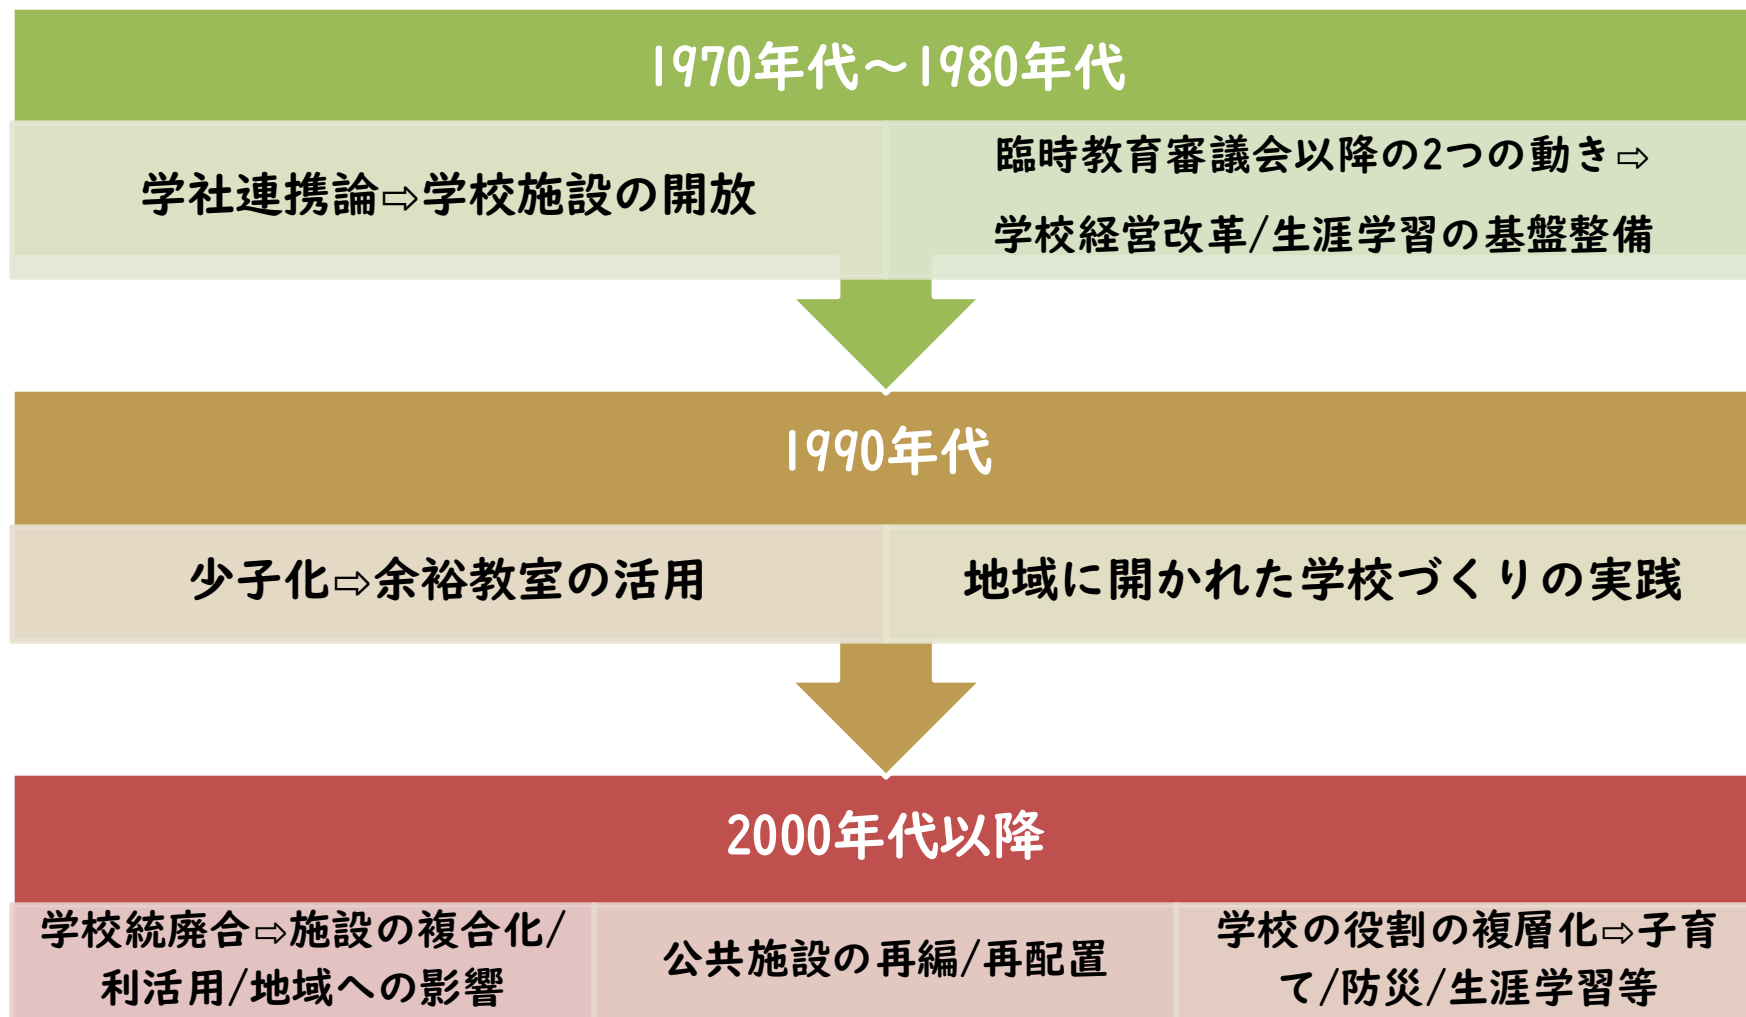 1970年代～1980年代
学社連携論⇨学校施設の開放
臨時教育審議会以降の2つの動き⇨
学校経営改革/生涯学習の基盤整備
1990年代
少子化⇨余裕教室の活用
地域に開かれた学校づくりの実践
2000年代以降
学校統廃合⇨施設の複合化/
利活用/地域への影響
公共施設の再編/再配置
学校の役割の複層化⇨子育
て/防災/生涯学習等